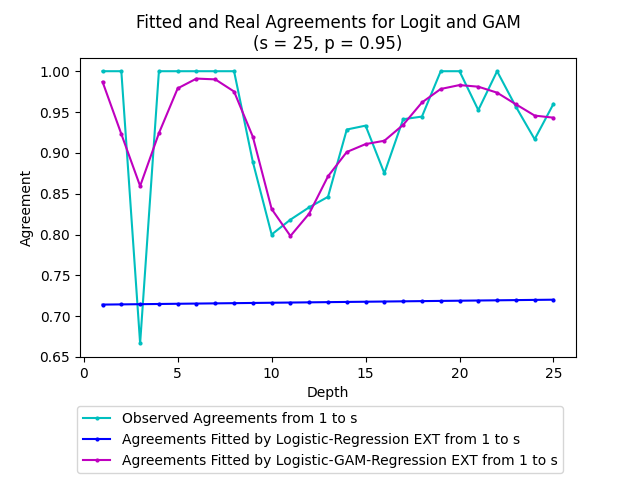 Fitted and Real Agreements for Logit and GAM
(s = 25, p = 0.95)
1.00
0.95
0.90
0.85
0.80
0.75
0.70
0.65
Agreement
0 5 10 15 20 25
Depth
Observed Agreements from 1 to s
Agreements Fitted by Logistic-Regression EXT from 1 to s
Agreements Fitted by Logistic-GAM-Regression EXT from 1 to s